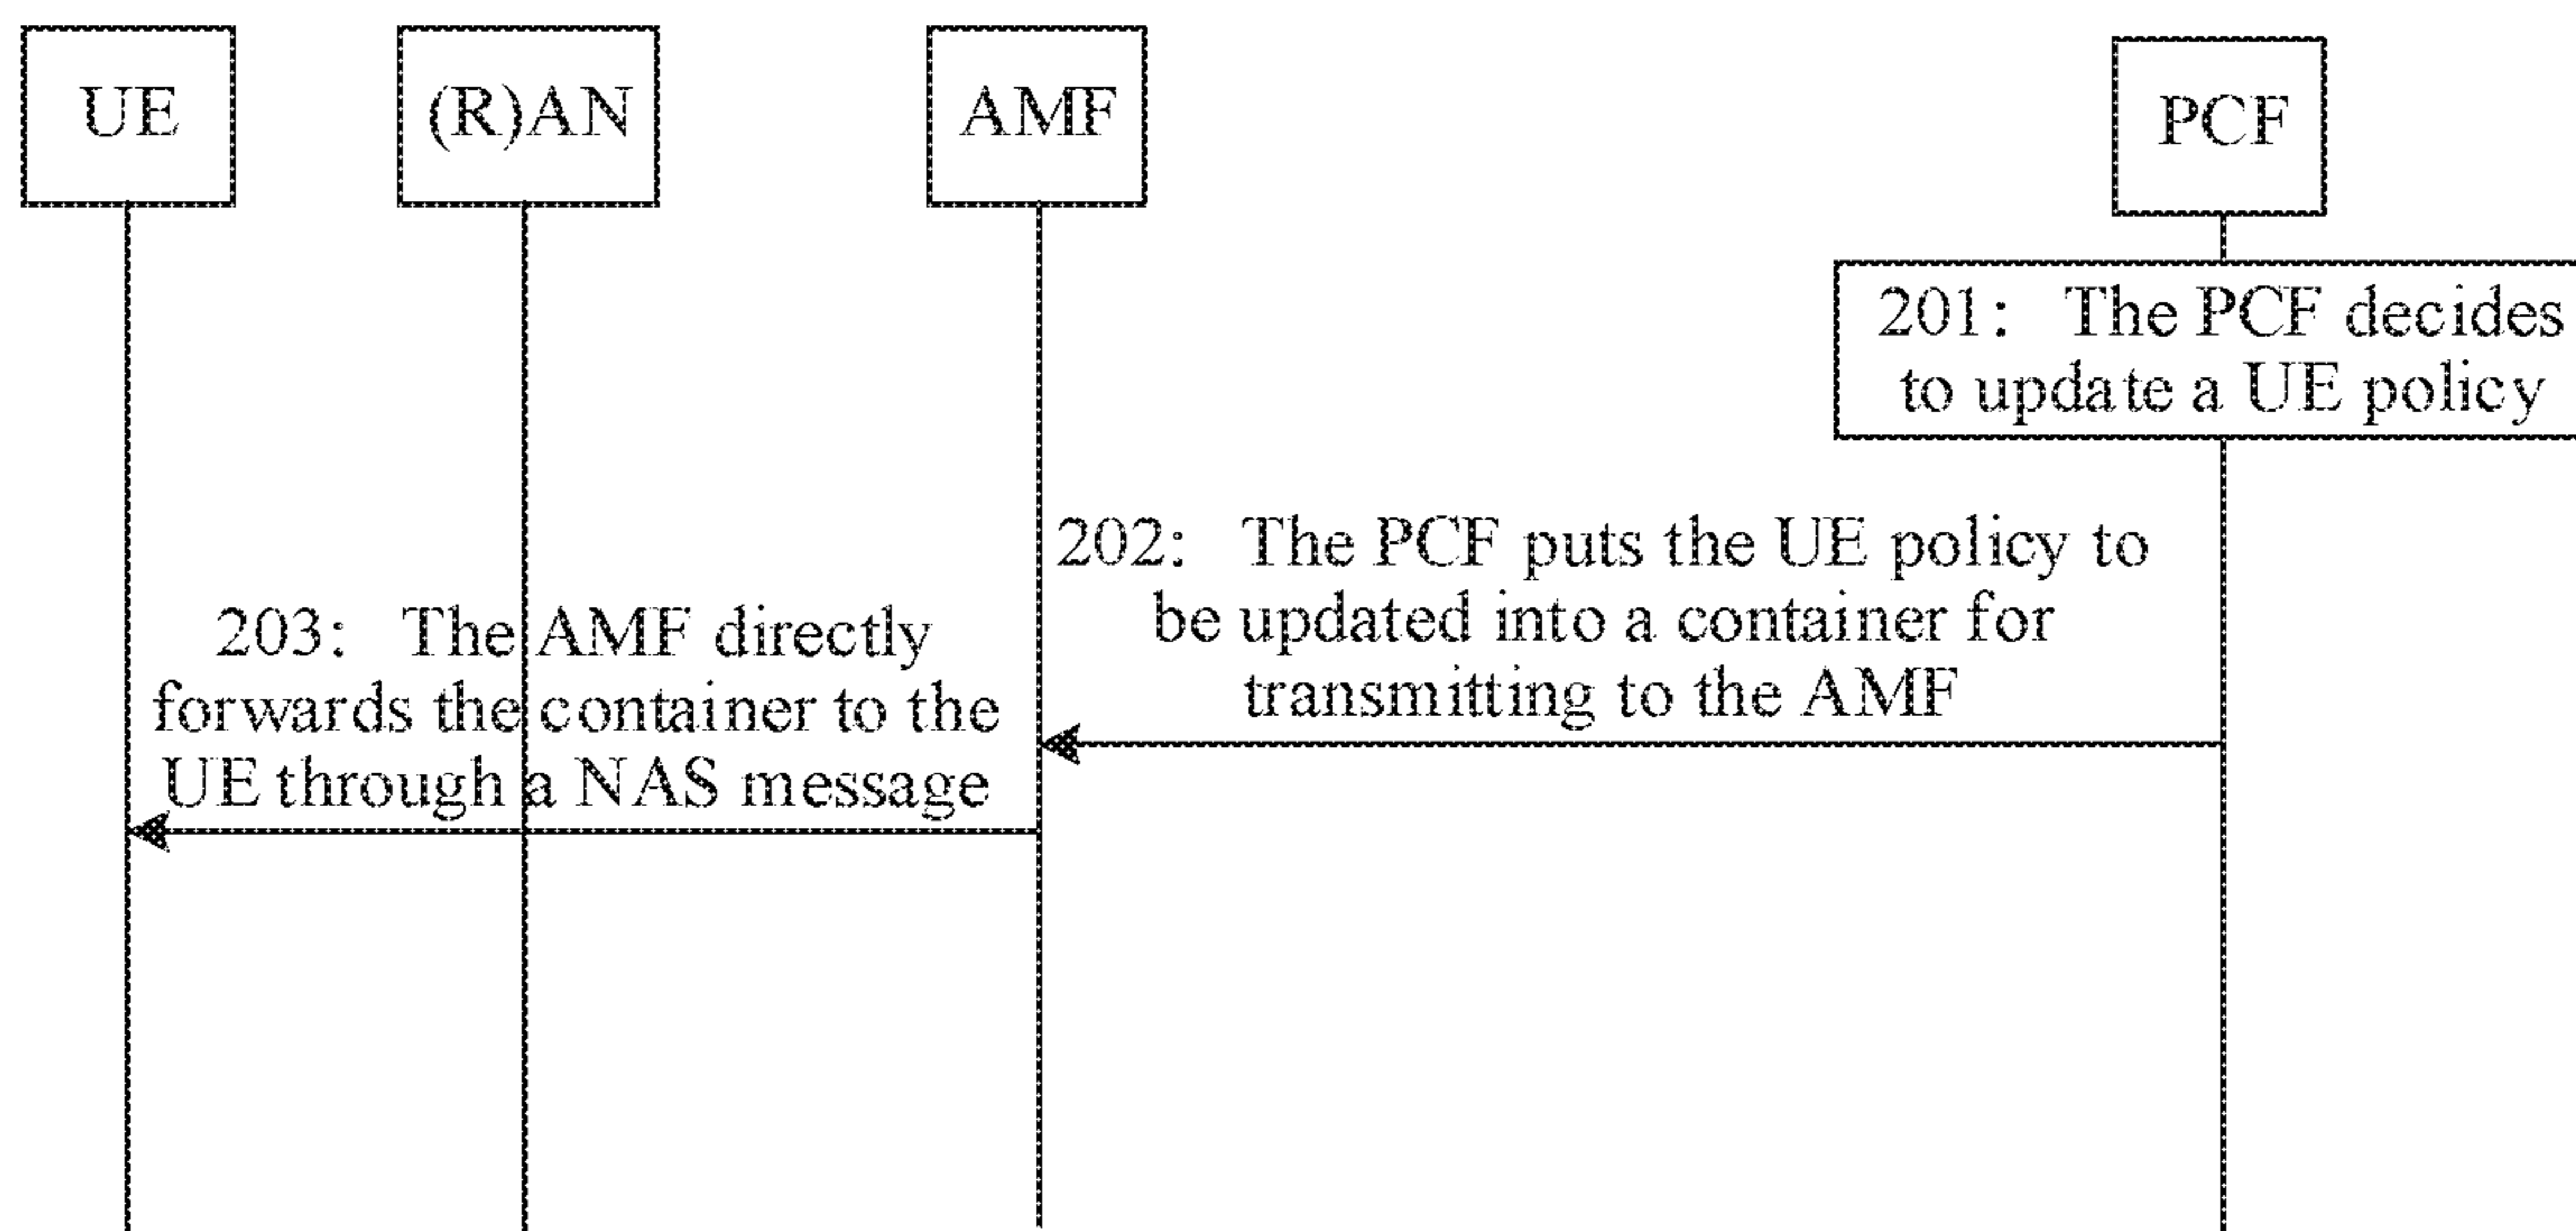 UE
(R)AN
AMF
PCF
201: The PCF decides
to update a UE policy
202: The PCF puts the UE policy to
be updated into a container for
transmitting to the AMF
203: The AMF directly
forwards the container to the
UE through a NAS message